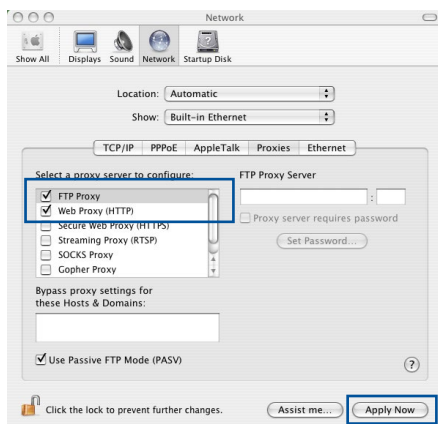 Network
Show All Displays Sound Network Startup Disk
Location: Automatic
Show: Built-in Ethernet
TCP/IP PPPoE AppleTalk Proxies Ethernet
Select a proxy server to configure: FTP Proxy Server
FTP Proxy
:
Web Proxy (HTTP)
Proxy server requires password
Secure Web Proxy (HTTPS)
Streaming Proxy (RTSP) Set Password...
SOCKS Proxy
Gopher Proxy
Bypass proxy settings for
these Hosts & Domains:
Use Passive FTP Mode (PASV) ?
Click the lock to prevent further changes. Assist me... Apply Now